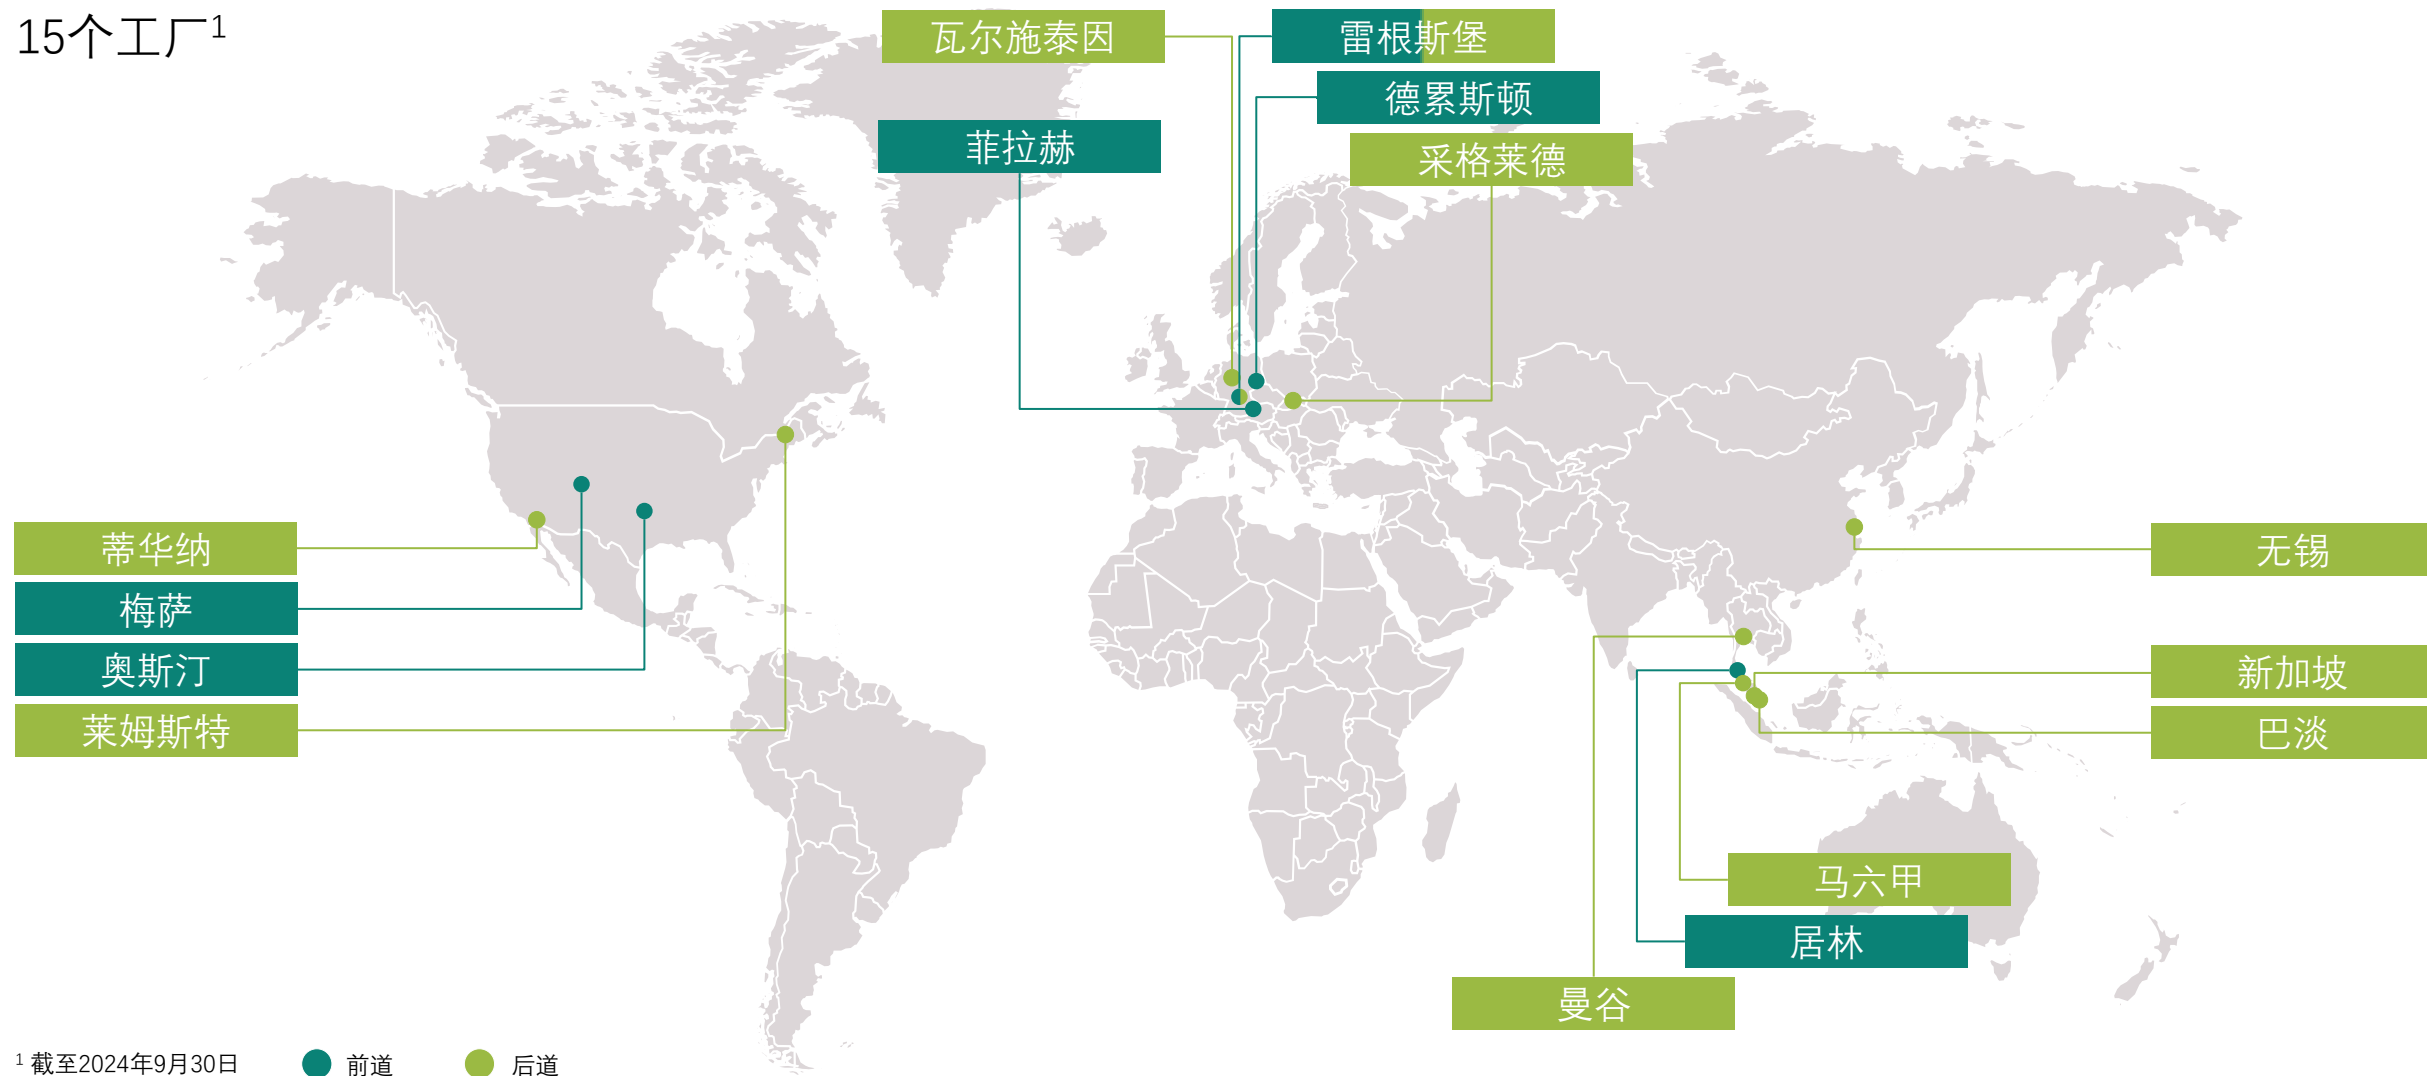 15个工厂¹
瓦尔施泰因
雷根斯堡
德累斯顿
菲拉赫
采格莱德
蒂华纳
梅萨
奥斯汀
莱姆斯特
无锡
新加坡
巴淡
马六甲
居林
曼谷
¹ 截至2024年9月30日
前道
后道